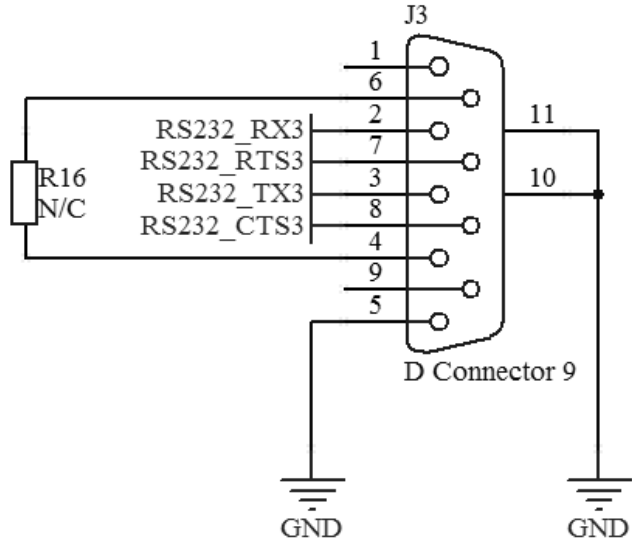 J3
1
6
2
RS232_RX3
11
7
RS232_RTS3
R16
3
RS232_TX3
10
N/C
8
RS232_CTS3
4
9
5
D Connector 9
GND
GND